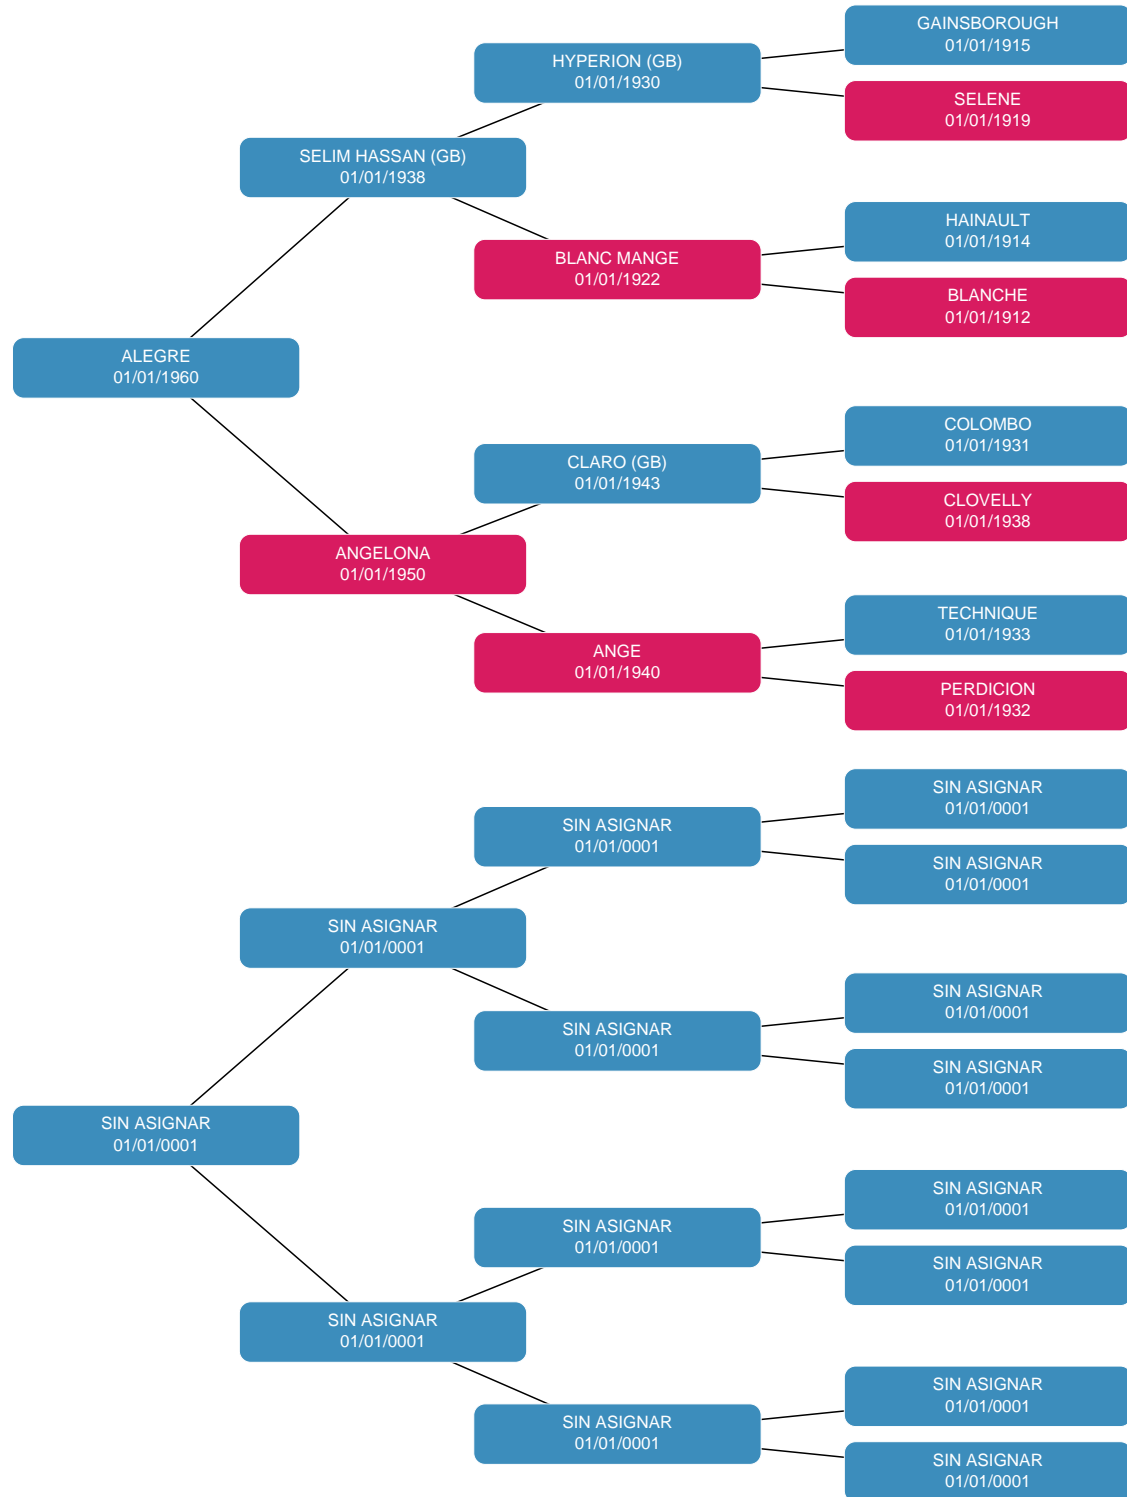 GAINSBOROUGH
01/01/1915
HYPERION (GB)
01/01/1930
SELENE
01/01/1919
SELIM HASSAN (GB)
01/01/1938
HAINAULT
01/01/1914
BLANC MANGE
01/01/1922
BLANCHE
01/01/1912
ALEGRE
01/01/1960
COLOMBO
01/01/1931
CLARO (GB)
01/01/1943
CLOVELLY
01/01/1938
ANGELONA
01/01/1950
TECHNIQUE
01/01/1933
ANGE
01/01/1940
PERDICION
01/01/1932
SIN ASIGNAR
01/01/0001
SIN ASIGNAR
01/01/0001
SIN ASIGNAR
01/01/0001
SIN ASIGNAR
01/01/0001
SIN ASIGNAR
01/01/0001
SIN ASIGNAR
01/01/0001
SIN ASIGNAR
01/01/0001
SIN ASIGNAR
01/01/0001
SIN ASIGNAR
01/01/0001
SIN ASIGNAR
01/01/0001
SIN ASIGNAR
01/01/0001
SIN ASIGNAR
01/01/0001
SIN ASIGNAR
01/01/0001
SIN ASIGNAR
01/01/0001
SIN ASIGNAR
01/01/0001